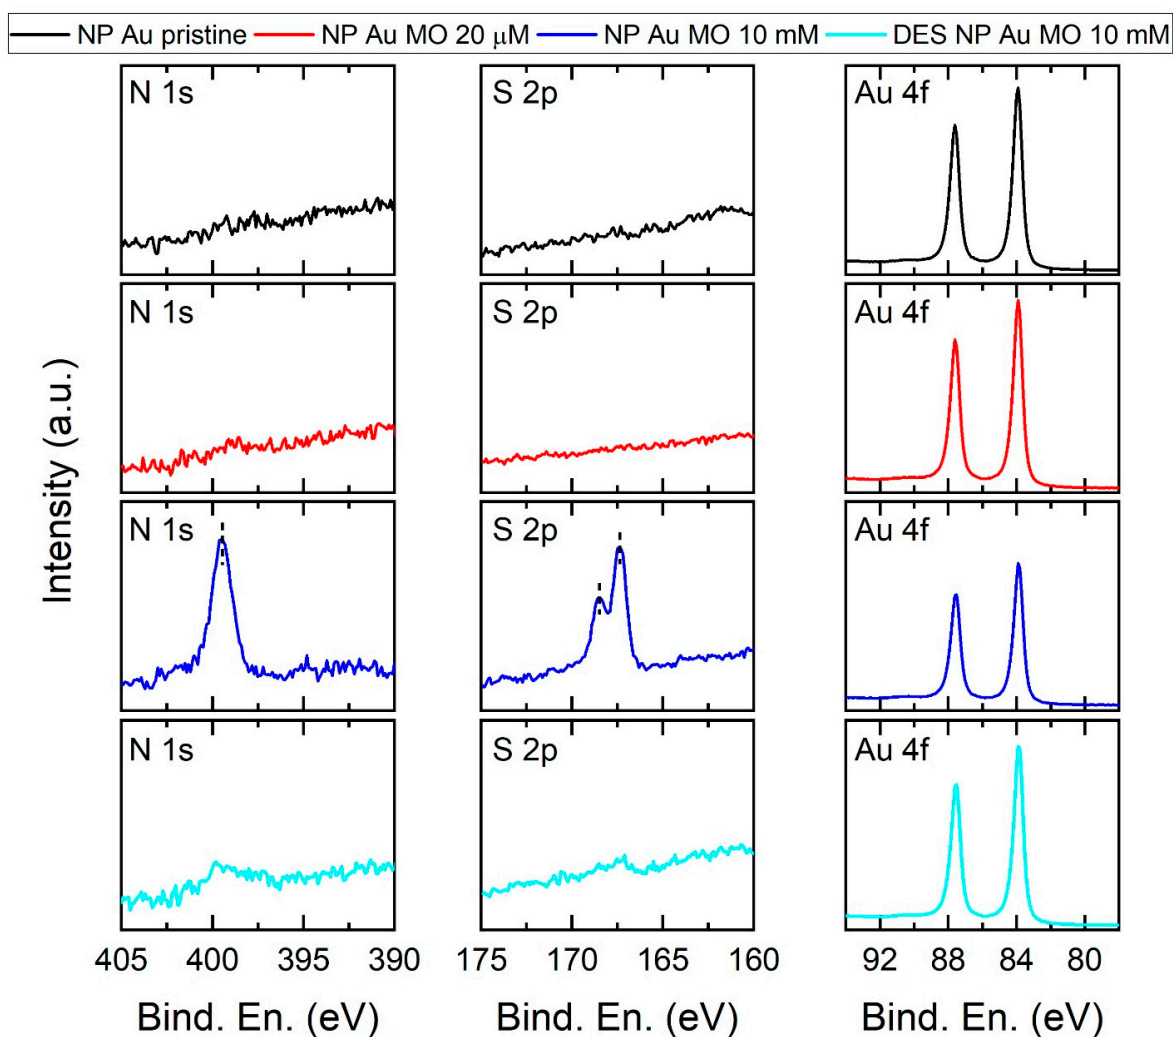 NP Au pristine NP Au MO 20 μM NP Au MO 10 mM DES NP Au MO 10 mM
N 1s S 2p Au 4f
N 1s S 2p Au 4f
N 1s S 2p Au 4f
N 1s S 2p Au 4f
Intensity (a.u.)
405 400 395 390 175 170 165 160 92 88 84 80
Bind. En. (eV) Bind. En. (eV) Bind. En. (eV)